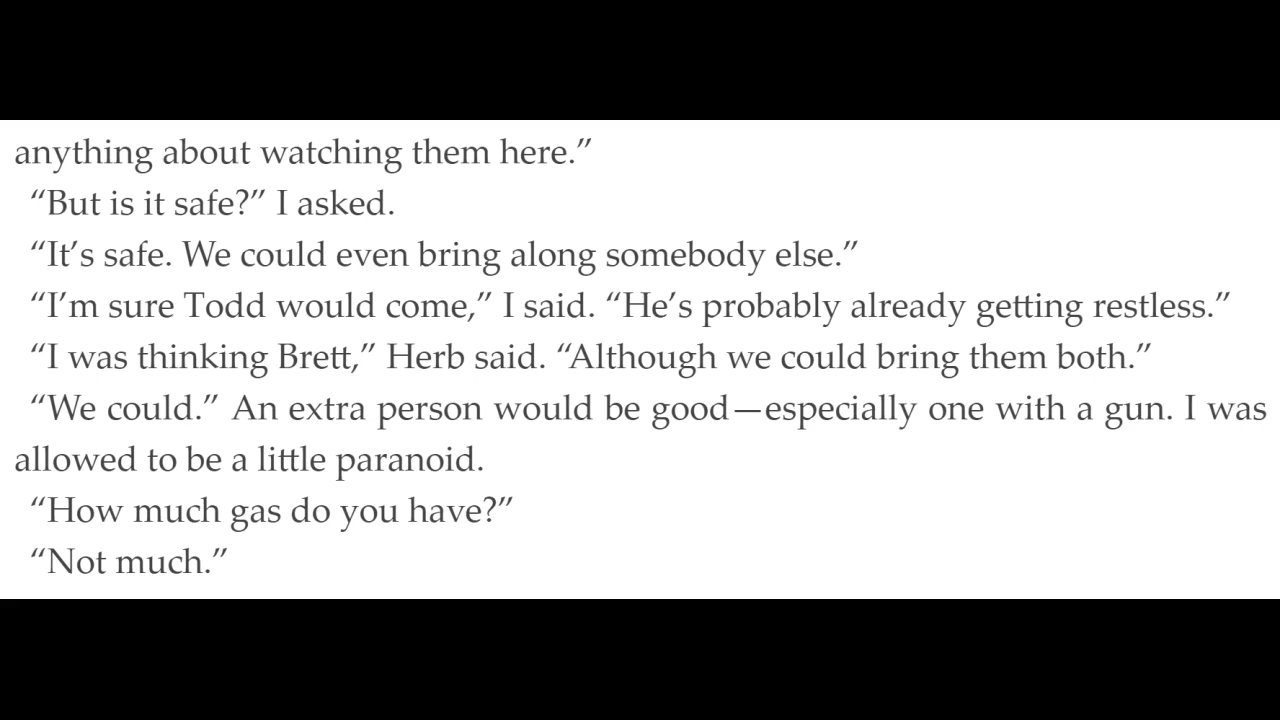 anything about watching them here.”
“But is it safe?” I asked.
“It’s safe. We could even bring along somebody else.”
“I’m sure Todd would come,” I said. “He’s probably already getting restless.”
“I was thinking Brett,” Herb said. “Although we could bring them both.”
“We could.” An extra person would be good—especially one with a gun. I was
allowed to be a little paranoid.
“How much gas do you have?”
“Not much.”